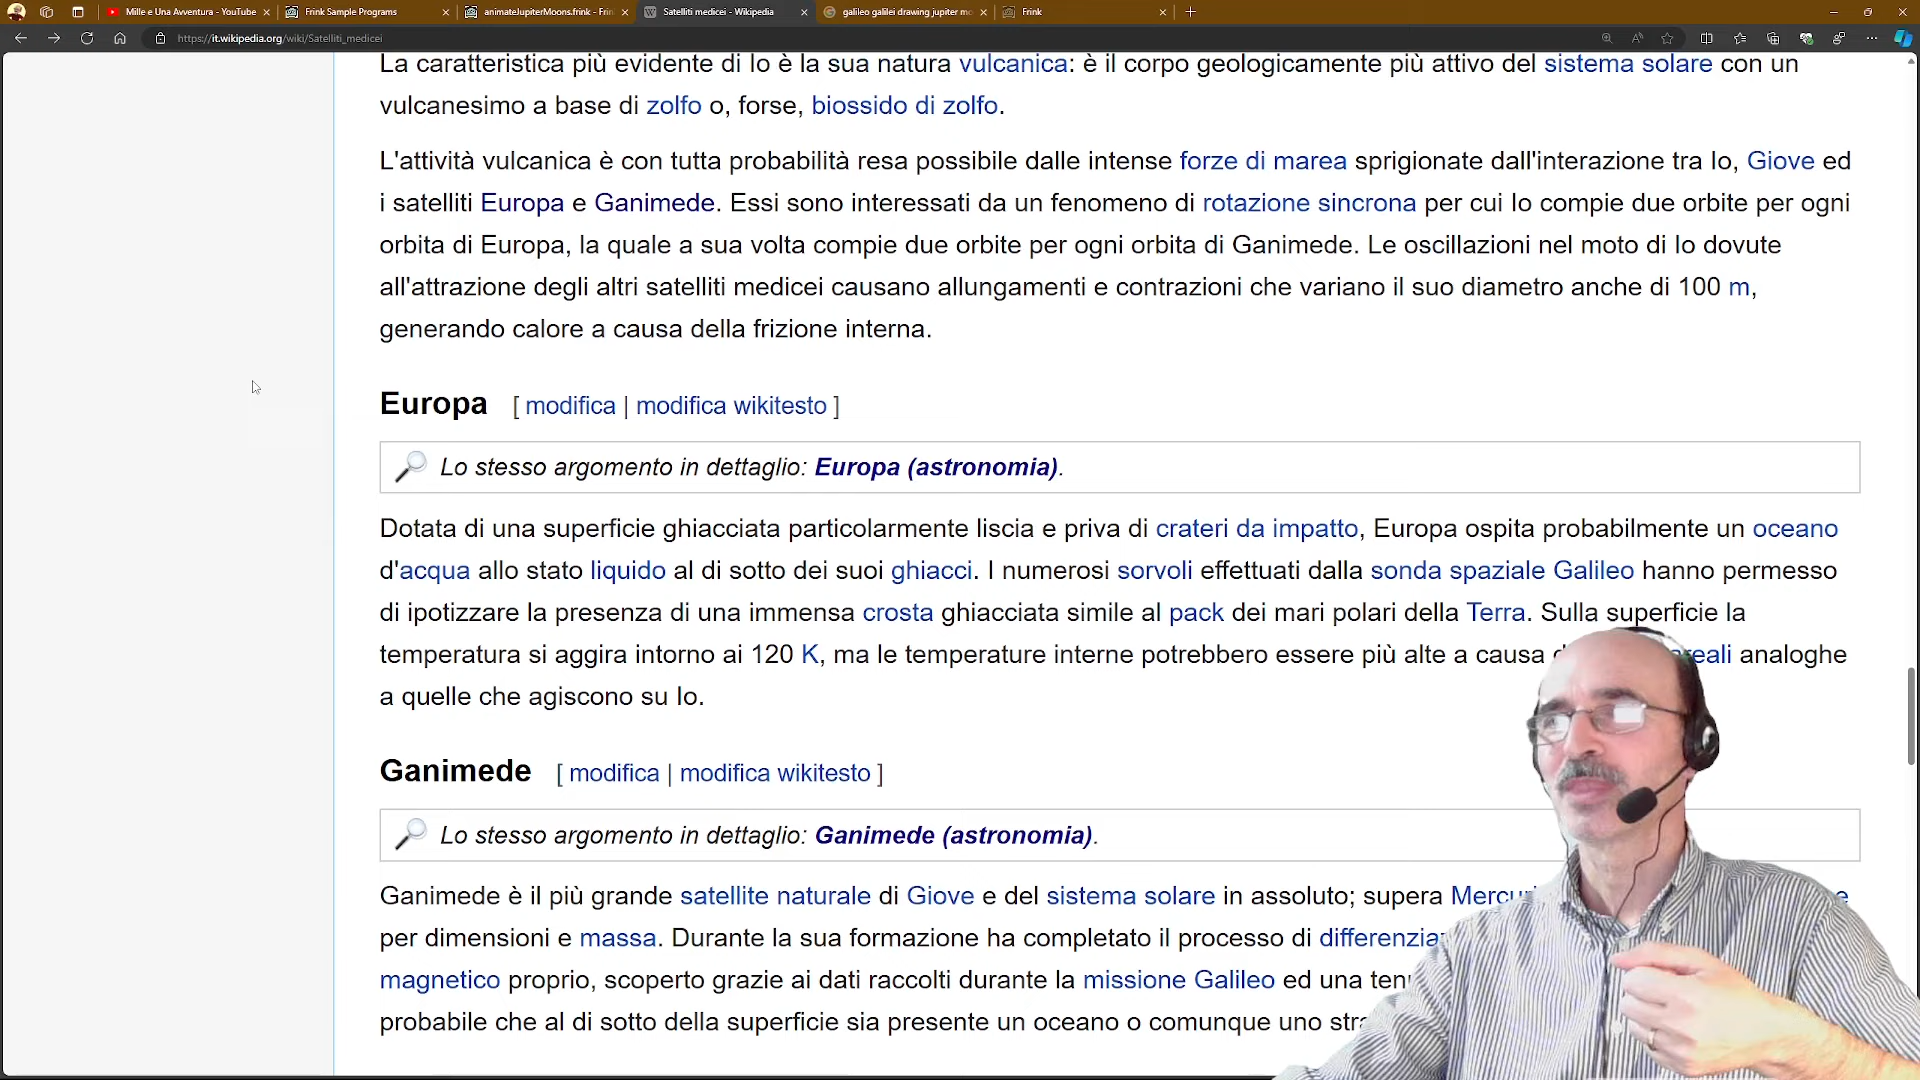 Mille e Una Avventura - YouTube
Frink Sample Programs
animateJupiterMoons.frink - Frin
Satelliti medicei - Wikipedia
galileo galilei drawing jupiter mo
Frink
https://it.wikipedia.org/wiki/Satelliti_medicei
La caratteristica più evidente di Io è la sua natura vulcanica: è il corpo geologicamente più attivo del sistema solare con un
vulcanesimo a base di zolfo o, forse, biossido di zolfo.
L'attività vulcanica è con tutta probabilità resa possibile dalle intense forze di marea sprigionate dall'interazione tra Io, Giove ed
i satelliti Europa e Ganimede. Essi sono interessati da un fenomeno di rotazione sincrona per cui Io compie due orbite per ogni
orbita di Europa, la quale a sua volta compie due orbite per ogni orbita di Ganimede. Le oscillazioni nel moto di Io dovute
all'attrazione degli altri satelliti medicei causano allungamenti e contrazioni che variano il suo diametro anche di 100 m,
generando calore a causa della frizione interna.
Europa [ modifica | modifica wikitesto ]
Lo stesso argomento in dettaglio: Europa (astronomia).
Dotata di una superficie ghiacciata particolarmente liscia e priva di crateri da impatto, Europa ospita probabilmente un oceano
d'acqua allo stato liquido al di sotto dei suoi ghiacci. I numerosi sorvoli effettuati dalla sonda spaziale Galileo hanno permesso
di ipotizzare la presenza di una immensa crosta ghiacciata simile al pack dei mari polari della Terra. Sulla superficie la
temperatura si aggira intorno ai 120 K, ma le temperature interne potrebbero essere più alte a causa analoghe
a quelle che agiscono su Io.
Ganimede [ modifica | modifica wikitesto ]
Lo stesso argomento in dettaglio: Ganimede (astronomia).
Ganimede è il più grande satellite naturale di Giove e del sistema solare in assoluto; supera
per dimensioni e massa. Durante la sua formazione ha completato il processo di
magnetico proprio, scoperto grazie ai dati raccolti durante la missione Galileo ed una
probabile che al di sotto della superficie sia presente un oceano o comunque uno